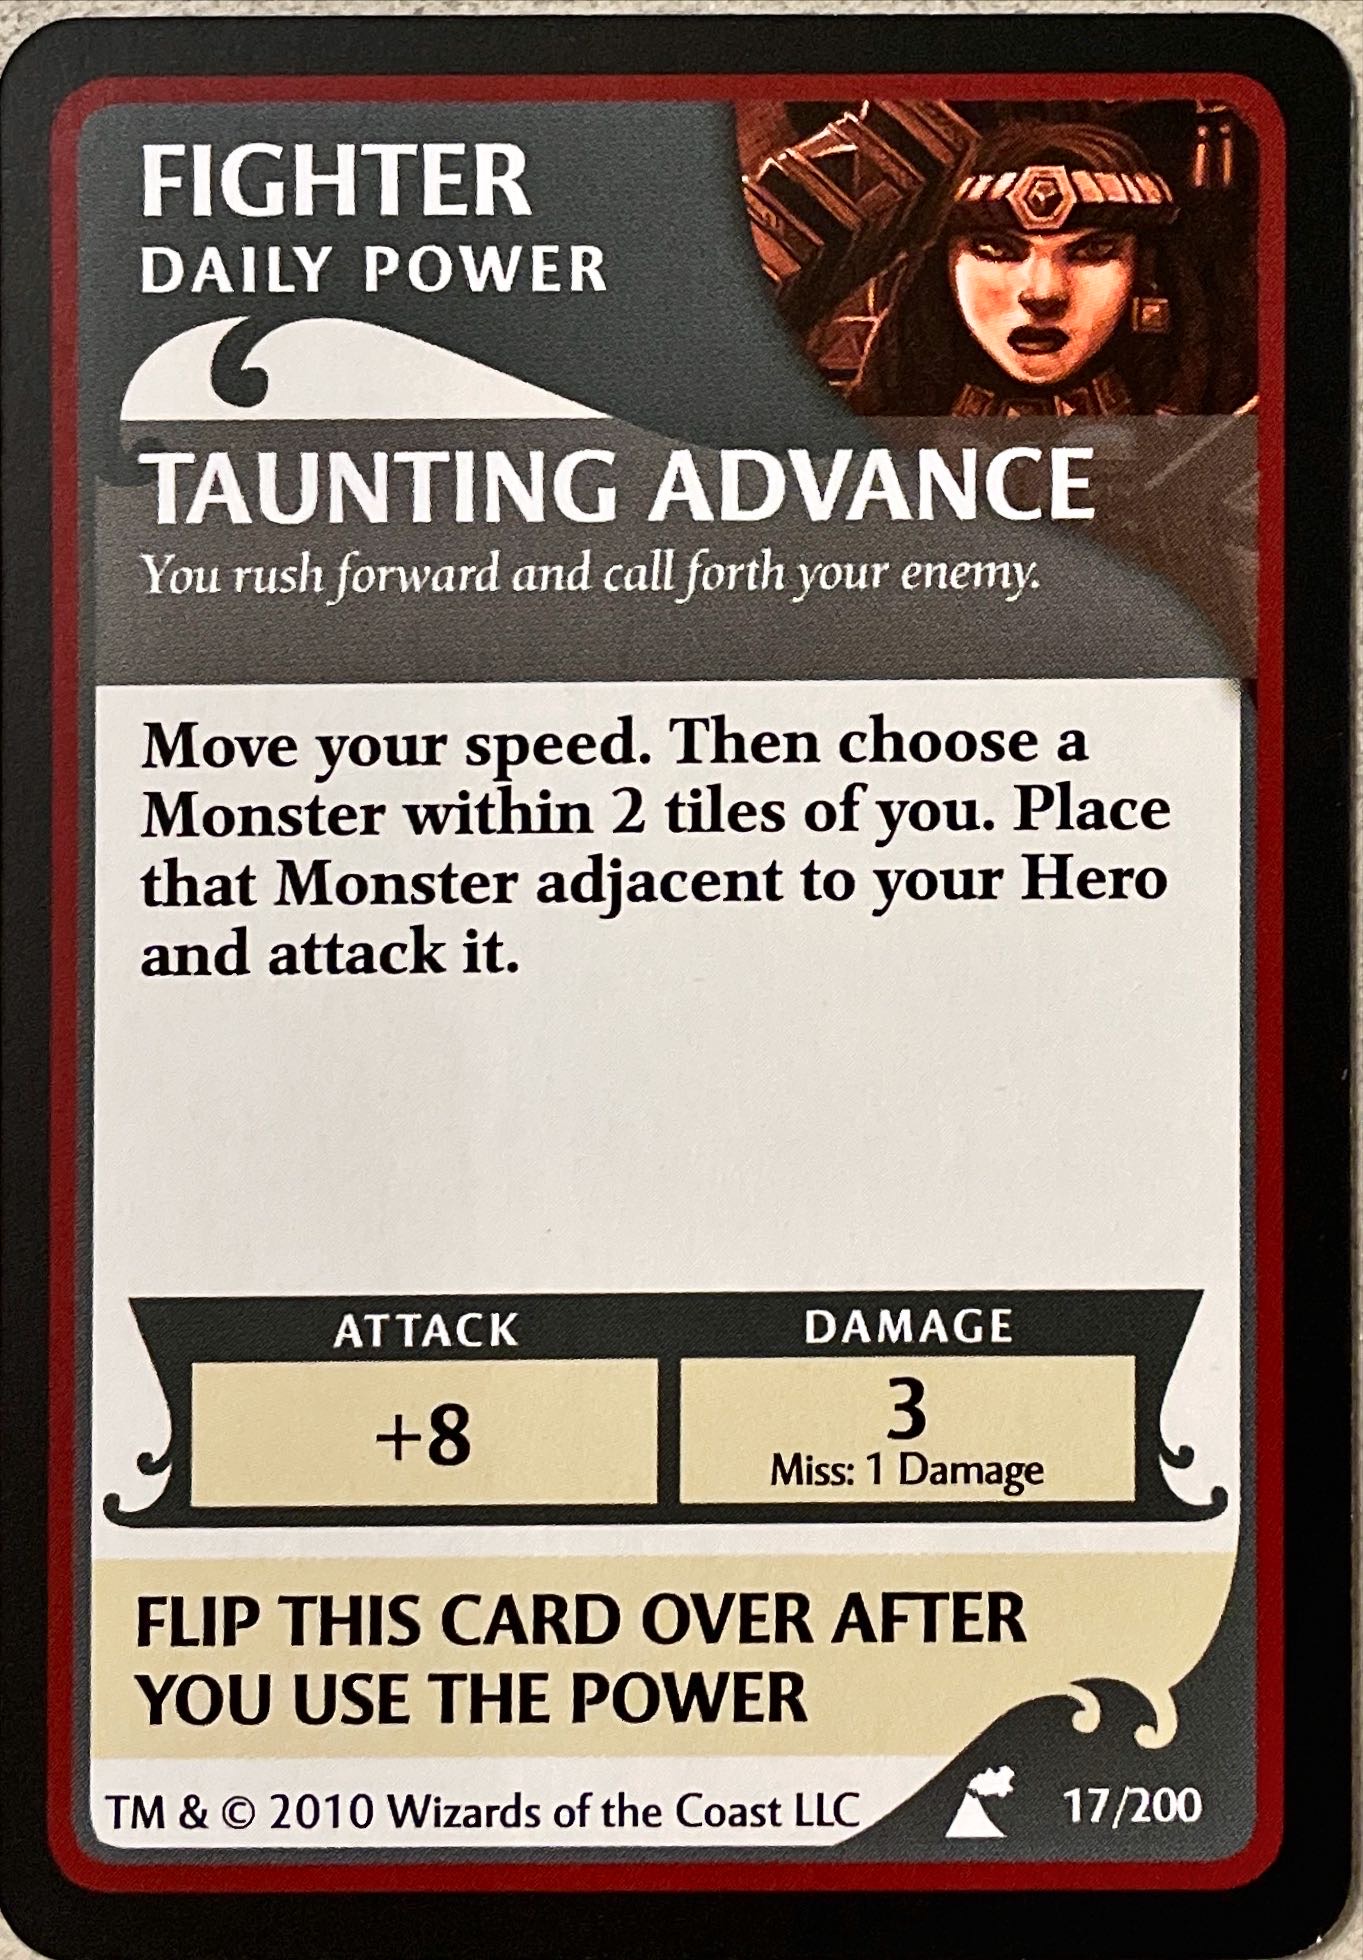 FIGHTER
DAILY POWER
TAUNTING ADVANCE
You rush forward and call forth your enemy.
Move your speed. Then choose a
Monster within 2 tiles of you. Place
that Monster adjacent to your Hero
and attack it.
ATTACK
DAMAGE
+8
3
Miss: 1 Damage
FLIP THIS CARD OVER AFTER
YOU USE THE POWER
TM & © 2010 Wizards of the Coast LLC
17/200